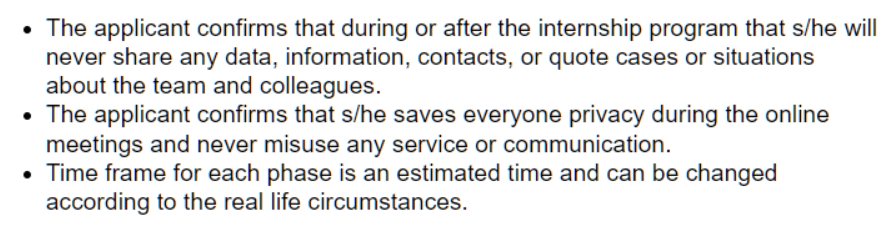 • The applicant confirms that during or after the internship program that s/he will
never share any data, information, contacts, or quote cases or situations
about the team and colleagues.
• The applicant confirms that s/he saves everyone privacy during the online
meetings and never misuse any service or communication.
• Time frame for each phase is an estimated time and can be changed
according to the real life circumstances.